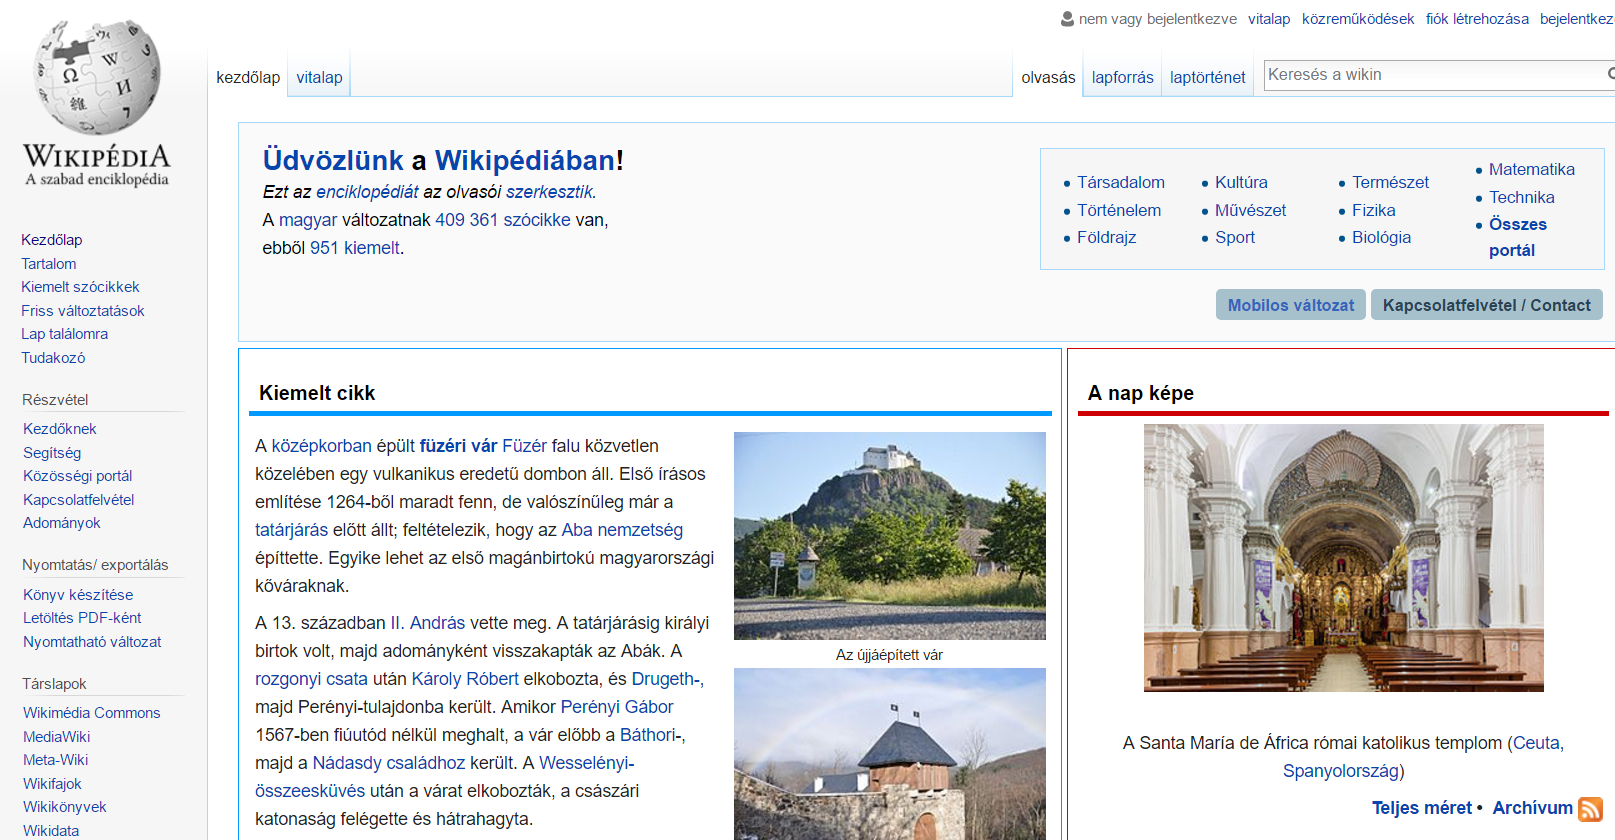 nem vagy bejelentkezve vitalap közreműködések fiók létrehozása bejelentkez
kezdőlap vitalap olvasás lapforrás laptörténet Keresés a wikin
WIKIPÉDIA
A szabad enciklopédia
Kezdőlap
Tartalom
Kiemelt szócikkek
Friss változtatások
Lap találomra
Tudakozó
Részvétel
Kezdőknek
Segítség
Közösségi portál
Kapcsolatfelvétel
Adományok
Nyomtatás/ exportálás
Könyv készítése
Letöltés PDF-ként
Nyomtatható változat
Társlapok
Wikimédia Commons
MediaWiki
Meta-Wiki
Wikifajok
Wikikönyvek
Wikidata
Üdvözlünk a Wikipédiában!
Ezt az enciklopédiát az olvasói szerkesztik.
A magyar változatnak 409 361 szócikke van,
ebből 951 kiemelt.
Társadalom
Történelem
Földrajz
Kultúra
Művészet
Sport
Természet
Fizika
Biológia
Matematika
Technika
Összes
portál
Mobilos változat Kapcsolatfelvétel / Contact
Kiemelt cikk
A középkorban épült füzéri vár Füzér falu közvetlen
közelében egy vulkanikus eredetű dombon áll. Első írásos
említése 1264-ből maradt fenn, de valószínűleg már a
tatárjárás előtt állt; feltételezik, hogy az Aba nemzetség
építtette. Egyike lehet az első magánbirtokú magyarországi
kőváraknak.
A 13. században II. András vette meg. A tatárjárásig királyi
birtok volt, majd adományként visszakapták az Abák. A
rozgonyi csata után Károly Róbert elkobozta, és Drugeth-,
majd Perényi-tulajdonba került. Amikor Perényi Gábor
1567-ben fiúutód nélkül meghalt, a vár előbb a Báthori-,
majd a Nádasdy családhoz került. A Wesselényi-
összeesküvés után a várat elkobozták, a császári
katonaság felégette és hátrahagyta.
Az újjáépített vár
A nap képe
A Santa María de África római katolikus templom (Ceuta,
Spanyolország)
Teljes méret • Archívum